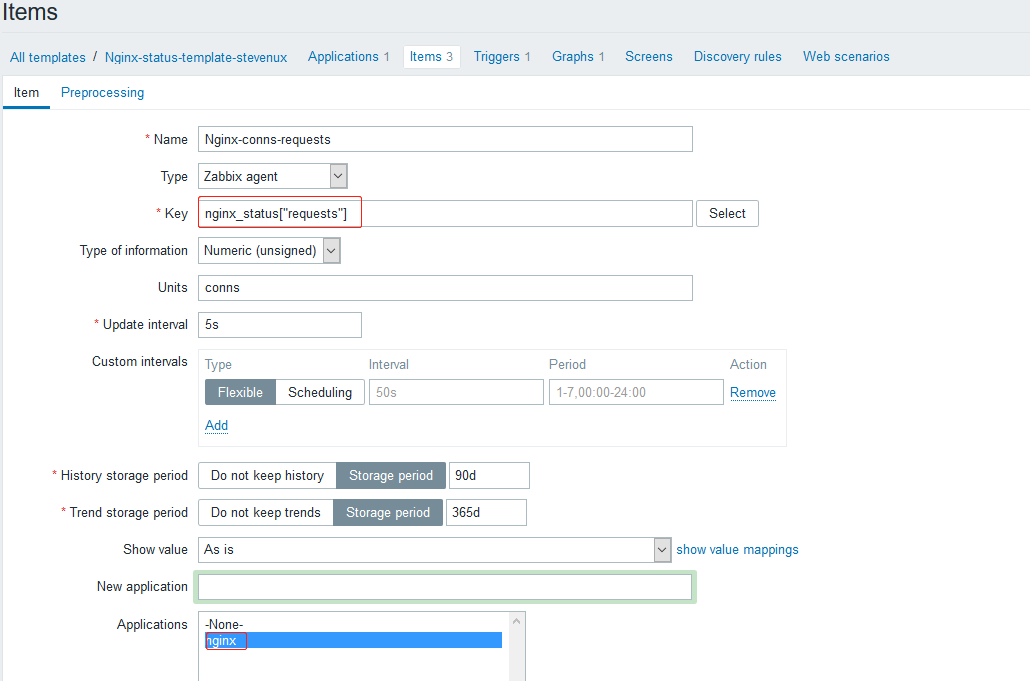 Items
All templates / Nginx-status-template-stevenux Applications 1 Items 3 Triggers 1 Graphs 1 Screens Discovery rules Web scenarios
Item Preprocessing
* Name Nginx-conns-requests
Type Zabbix agent
* Key nginx_status["requests"] Select
Type of information Numeric (unsigned)
Units conns
* Update interval 5s
Custom intervals Type Interval Period Action
Flexible Scheduling 50s 1-7,00:00-24:00 Remove
Add
* History storage period Do not keep history Storage period 90d
* Trend storage period Do not keep trends Storage period 365d
Show value As is show value mappings
New application
Applications -None-
nginx